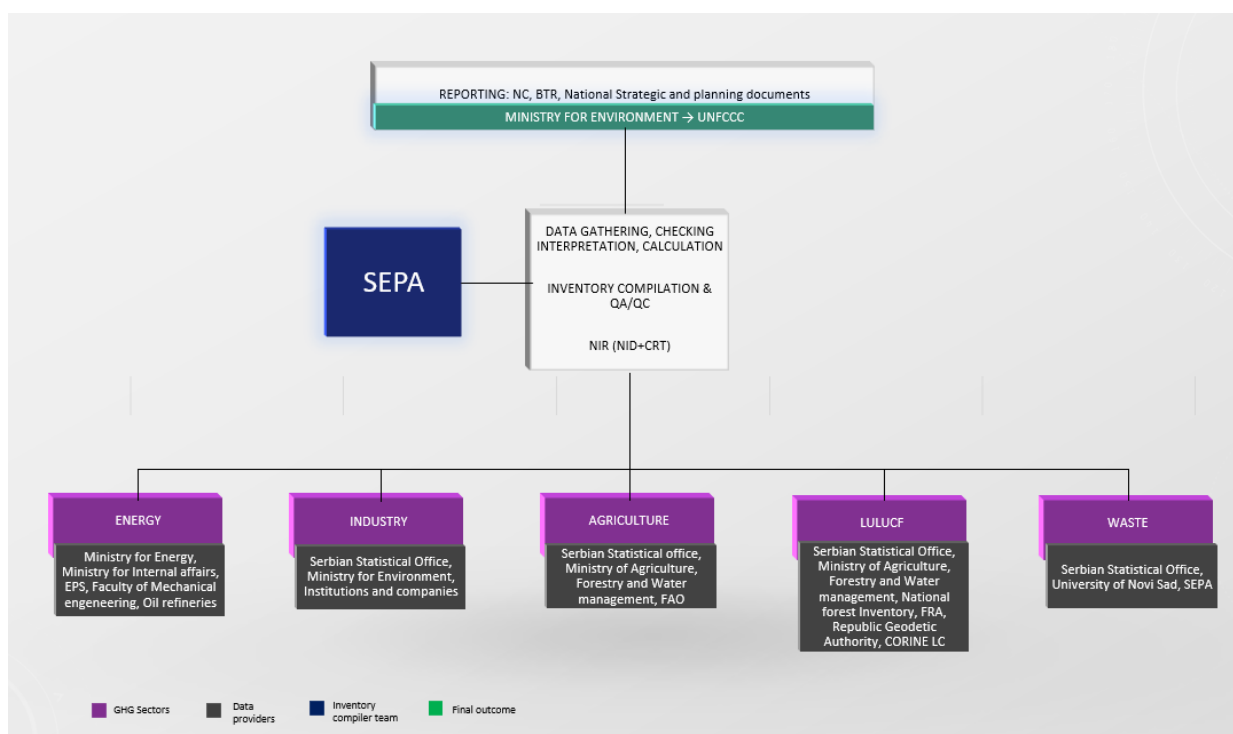 REPORTING: NC, BTR, National Strategic and planning documents
MINISTRY FOR ENVIRONMENT → UNFCCC
SEPA
DATA GATHERING, CHECKING
INTERPRETATION, CALCULATION
INVENTORY COMPILATION &
QA/QC
NIR (NID+CRT)
ENERGY
Ministry for Energy,
Ministry for Internal affairs,
EPS, Faculty of Mechanical
engeneering, Oil refineries
INDUSTRY
Serbian Statistical Office,
Ministry for Environment,
Institutions and companies
AGRICULTURE
Serbian Statistical office,
Ministry of Agriculture,
Forestry and Water
management, FAO
LULUCF
Serbian Statistical Office,
Ministry of Agriculture,
Forestry and Water
management, National
forest Inventory, FRA,
Republic Geodetic
Authority, CORINE LC
WASTE
Serbian Statistical Office,
University of Novi Sad, SEPA
GHG Sectors
Data
providers
Inventory
compiler team
Final outcome